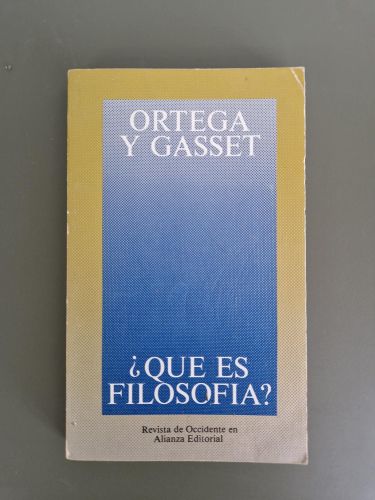 ORTEGA
Y GASSET
¿QUE ES
FILOSOFIA?
Revista de Occidente en
Alianza Editorial